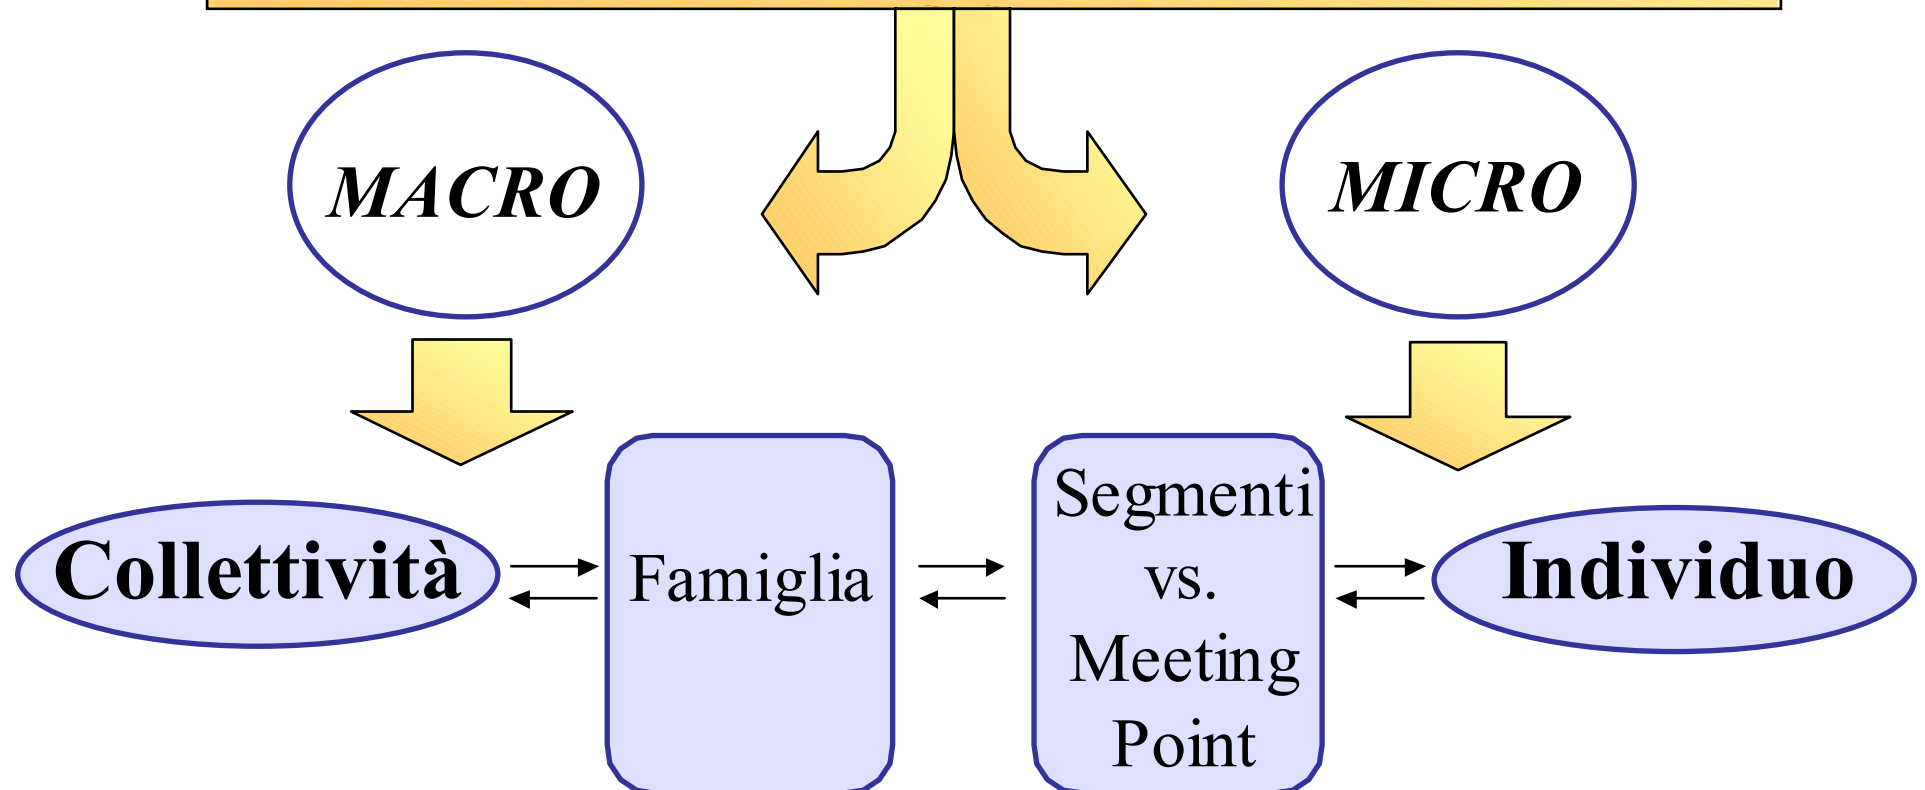 MACRO
MICRO
Collettività
Famiglia
Segmenti
vs.
Meeting
Point
Individuo